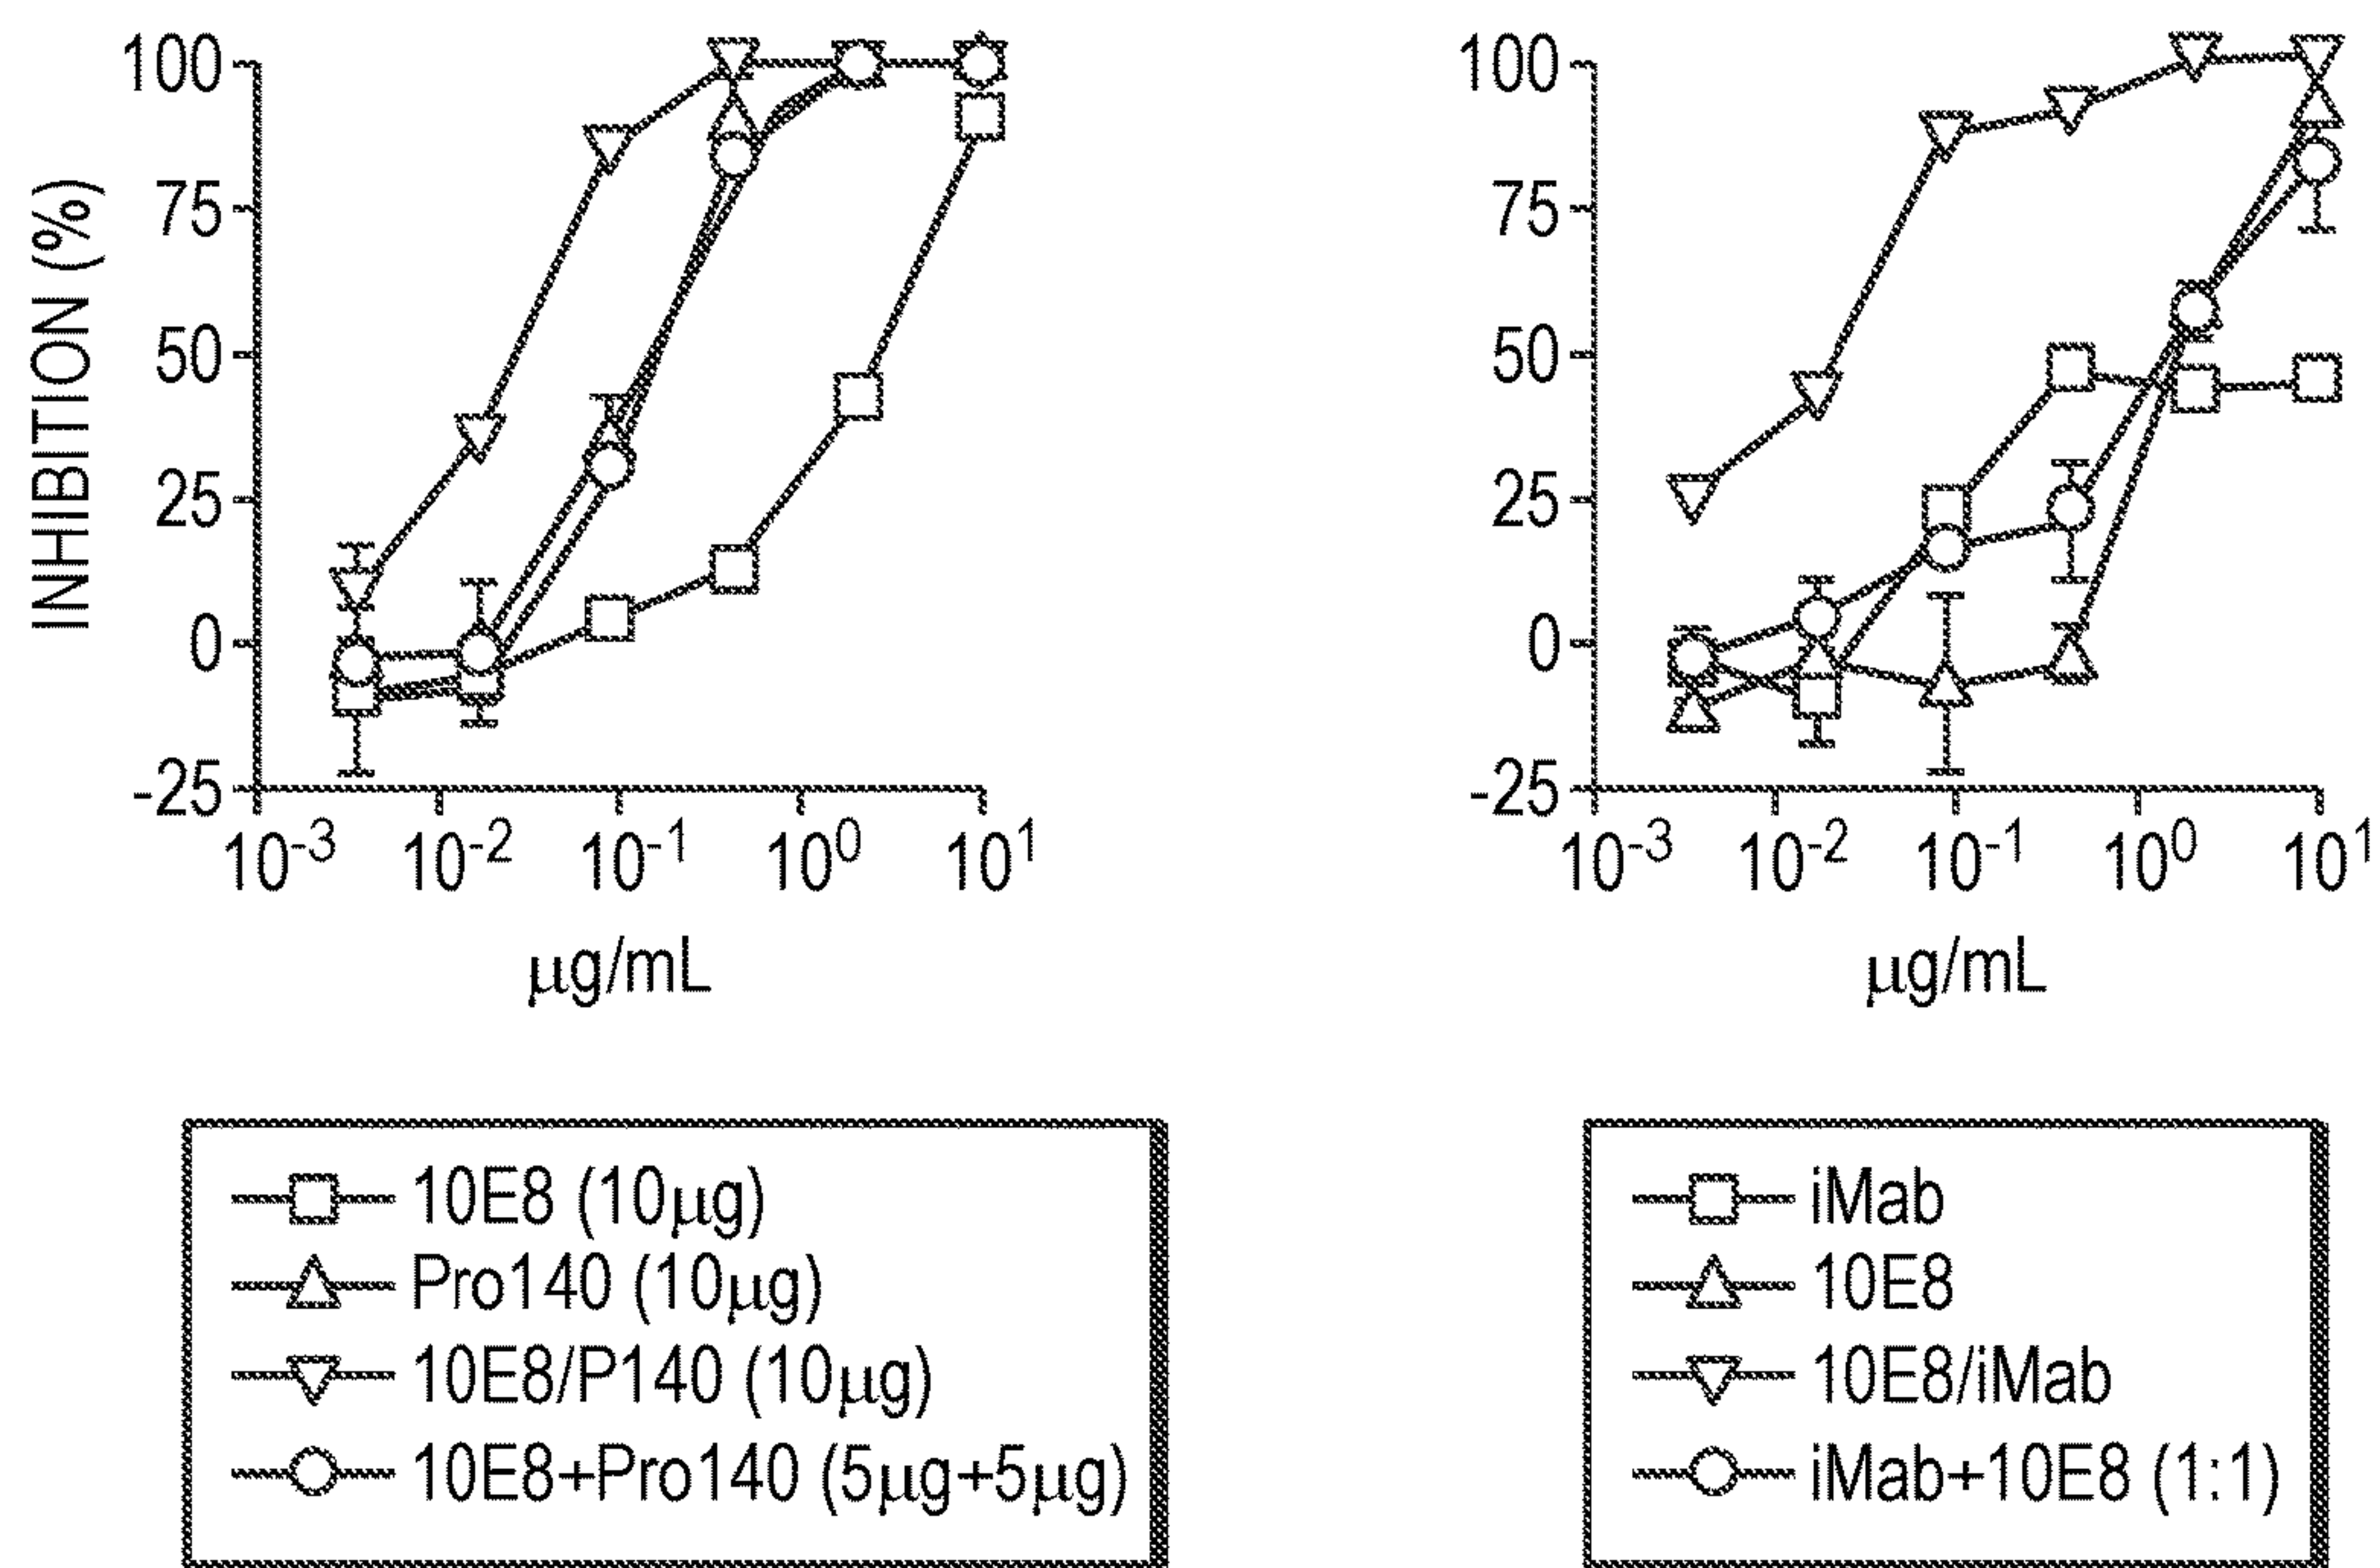 INHIBITION (%)
100
75
50
25
0
-25
10⁻³ 10⁻² 10⁻¹ 10⁰ 10¹
μg/mL
100
75
50
25
0
-25
10⁻³ 10⁻² 10⁻¹ 10⁰ 10¹
μg/mL
10E8 (10μg)
Pro140 (10μg)
10E8/P140 (10μg)
10E8+Pro140 (5μg+5μg)
iMab
10E8
10E8/iMab
iMab+10E8 (1:1)